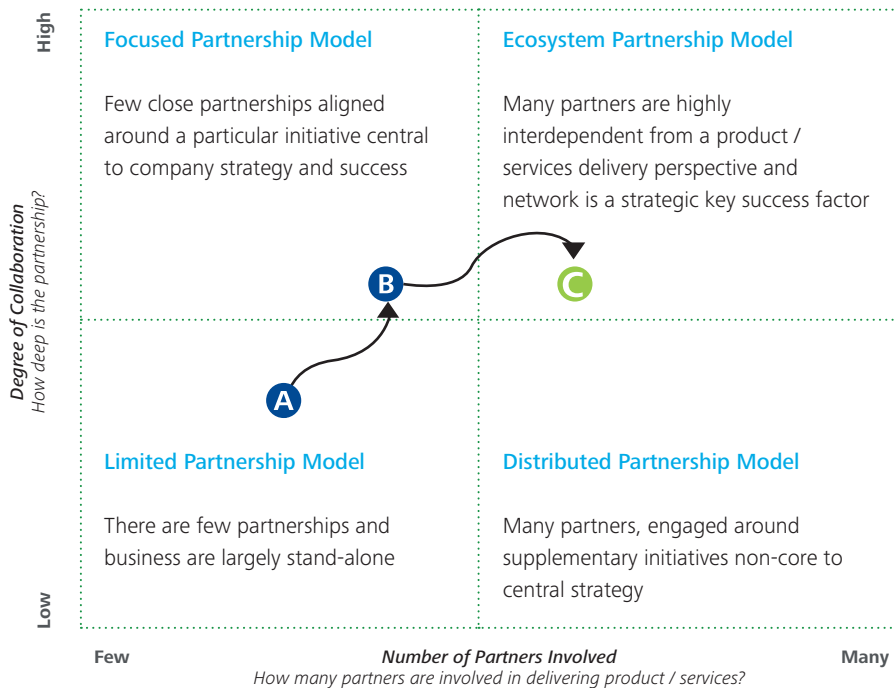 High
Focused Partnership Model
Few close partnerships aligned
around a particular initiative central
to company strategy and success
Ecosystem Partnership Model
Many partners are highly
interdependent from a product /
services delivery perspective and
network is a strategic key success factor
Degree of Collaboration
How deep is the partnership?
B
C
A
Limited Partnership Model
There are few partnerships and
business are largely stand-alone
Distributed Partnership Model
Many partners, engaged around
supplementary initiatives non-core to
central strategy
Low
Few
Number of Partners Involved
Many
How many partners are involved in delivering product / services?